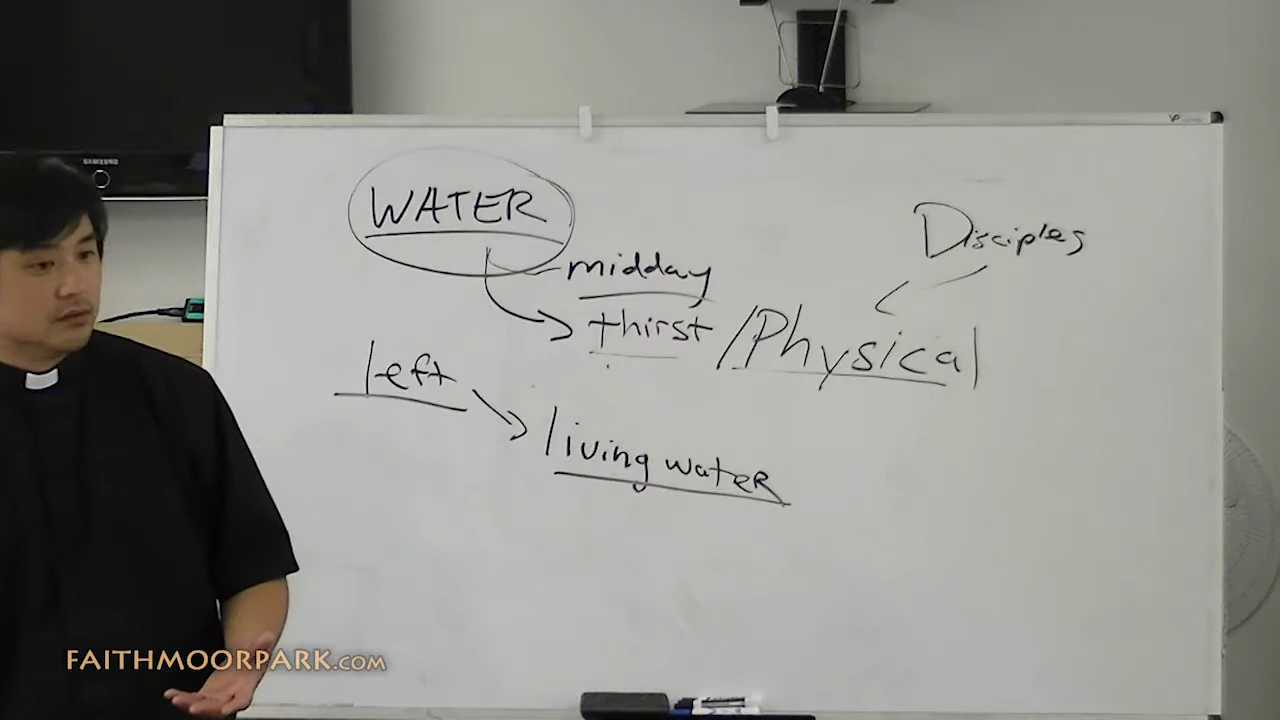 SAMSUNG
WATER
midday
Disciples
thirst / Physical
left
living water
FAITHMOORPARK.COM